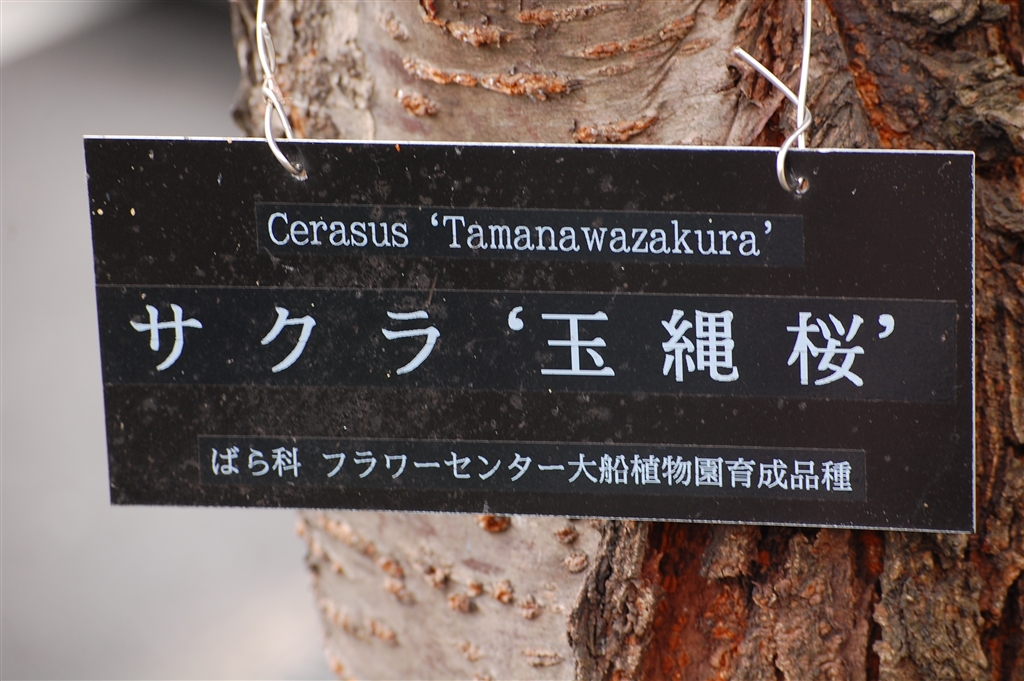 Cerasus ‘Tamanawazakura’
サクラ ‘玉縄桜’
ばら科 フラワーセンター大船植物園育成品種